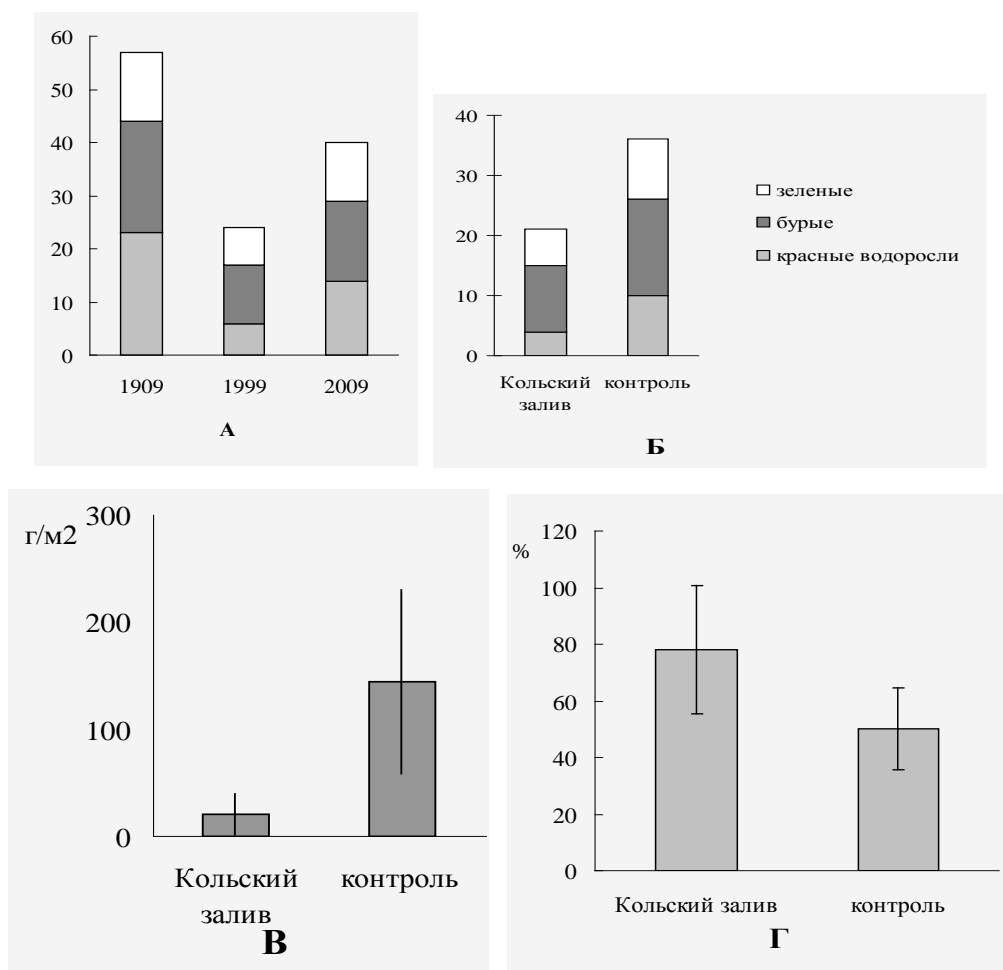 60
50
40
30
20
10
0
1909 1999 2009
А
40
30
20
10
0
Кольский залив
контроль
зеленые
бурые
красные водоросли
Б
г/м2
300
200
100
0
Кольский залив
контроль
В
%
120
100
80
60
40
20
0
Кольский залив контроль
Г